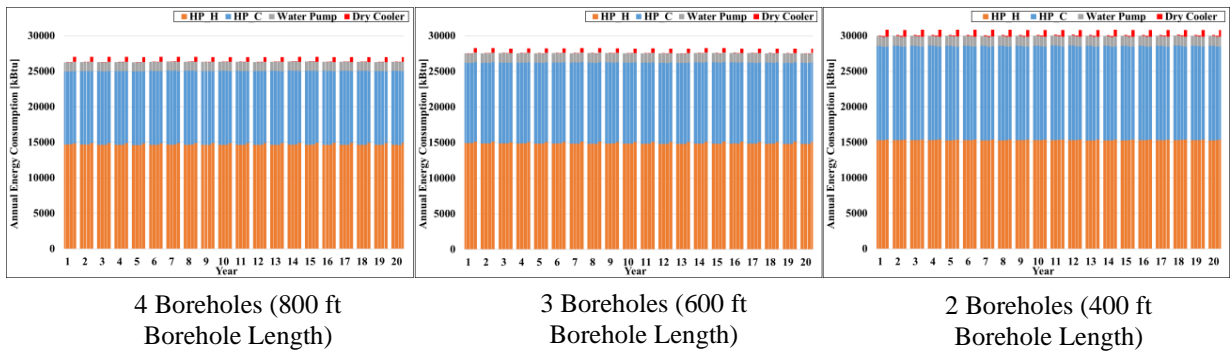 HP_H HP_C Water Pump Dry Cooler
Annual Energy Consumption [kBtu]
30000
25000
20000
15000
10000
5000
0
1 2 3 4 5 6 7 8 9 10 11 12 13 14 15 16 17 18 19 20
Year
4 Boreholes (800 ft
Borehole Length)
HP_H HP_C Water Pump Dry Cooler
Annual Energy Consumption [kBtu]
30000
25000
20000
15000
10000
5000
0
1 2 3 4 5 6 7 8 9 10 11 12 13 14 15 16 17 18 19 20
Year
3 Boreholes (600 ft
Borehole Length)
HP_H HP_C Water Pump Dry Cooler
Annual Energy Consumption [kBtu]
30000
25000
20000
15000
10000
5000
0
1 2 3 4 5 6 7 8 9 10 11 12 13 14 15 16 17 18 19 20
Year
2 Boreholes (400 ft
Borehole Length)